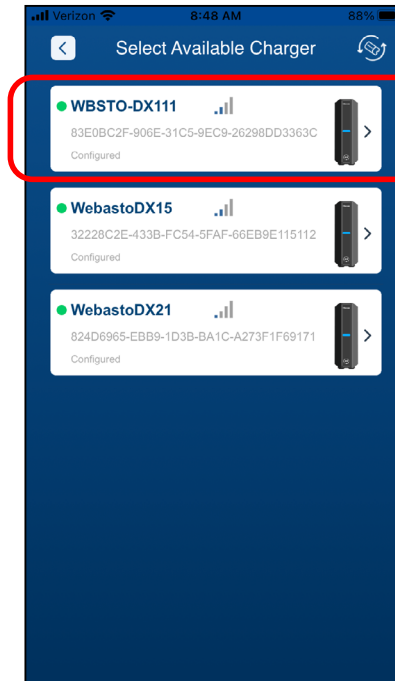 Verizon 8:48 AM 88%
Select Available Charger
WBSTO-DX111
83E0BC2F-906E-31C5-9EC9-26298DD3363C
Configured
WebastoDX15
32228C2E-433B-FC54-5FAF-66EB9E115112
Configured
WebastoDX21
824D6965-EBB9-1D3B-BA1C-A273F1F69171
Configured